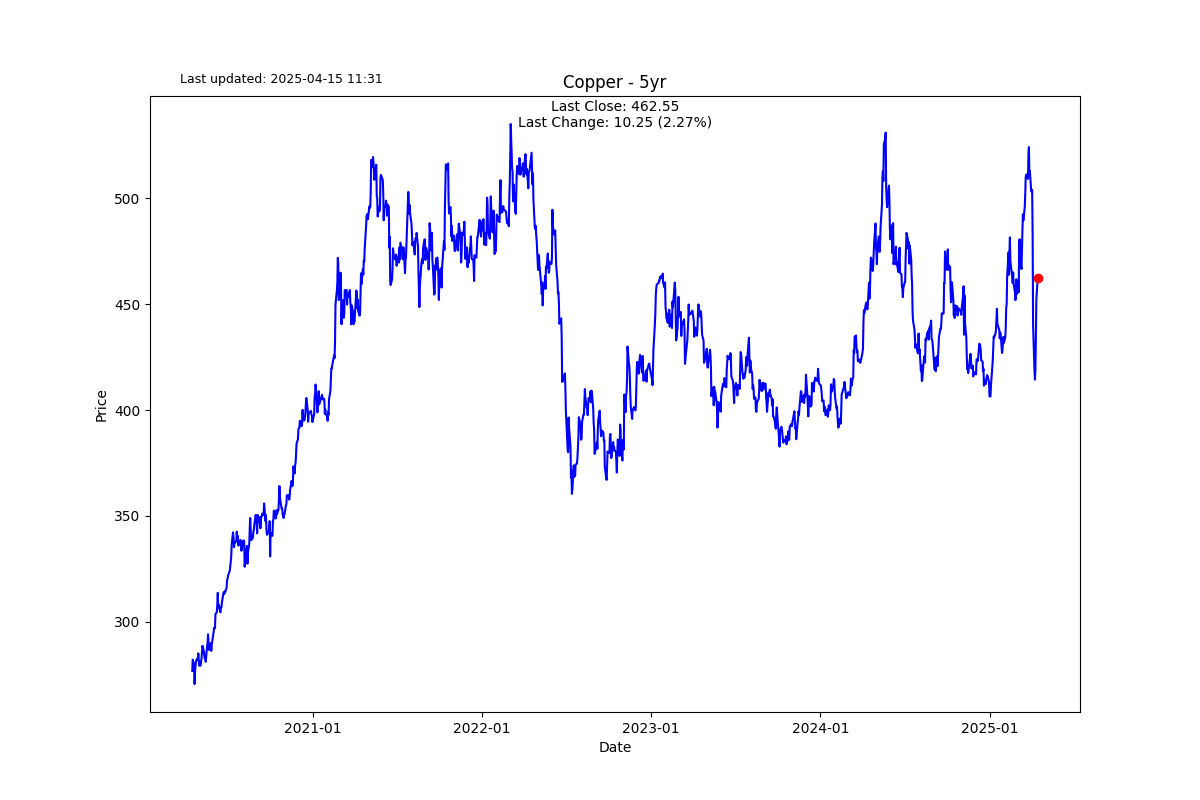 Last updated: 2025-04-15 11:31
Copper - 5yr
Last Close: 462.55
Last Change: 10.25 (2.27%)
500
450
400
350
300
Price
2021-01
2022-01
2023-01
2024-01
2025-01
Date